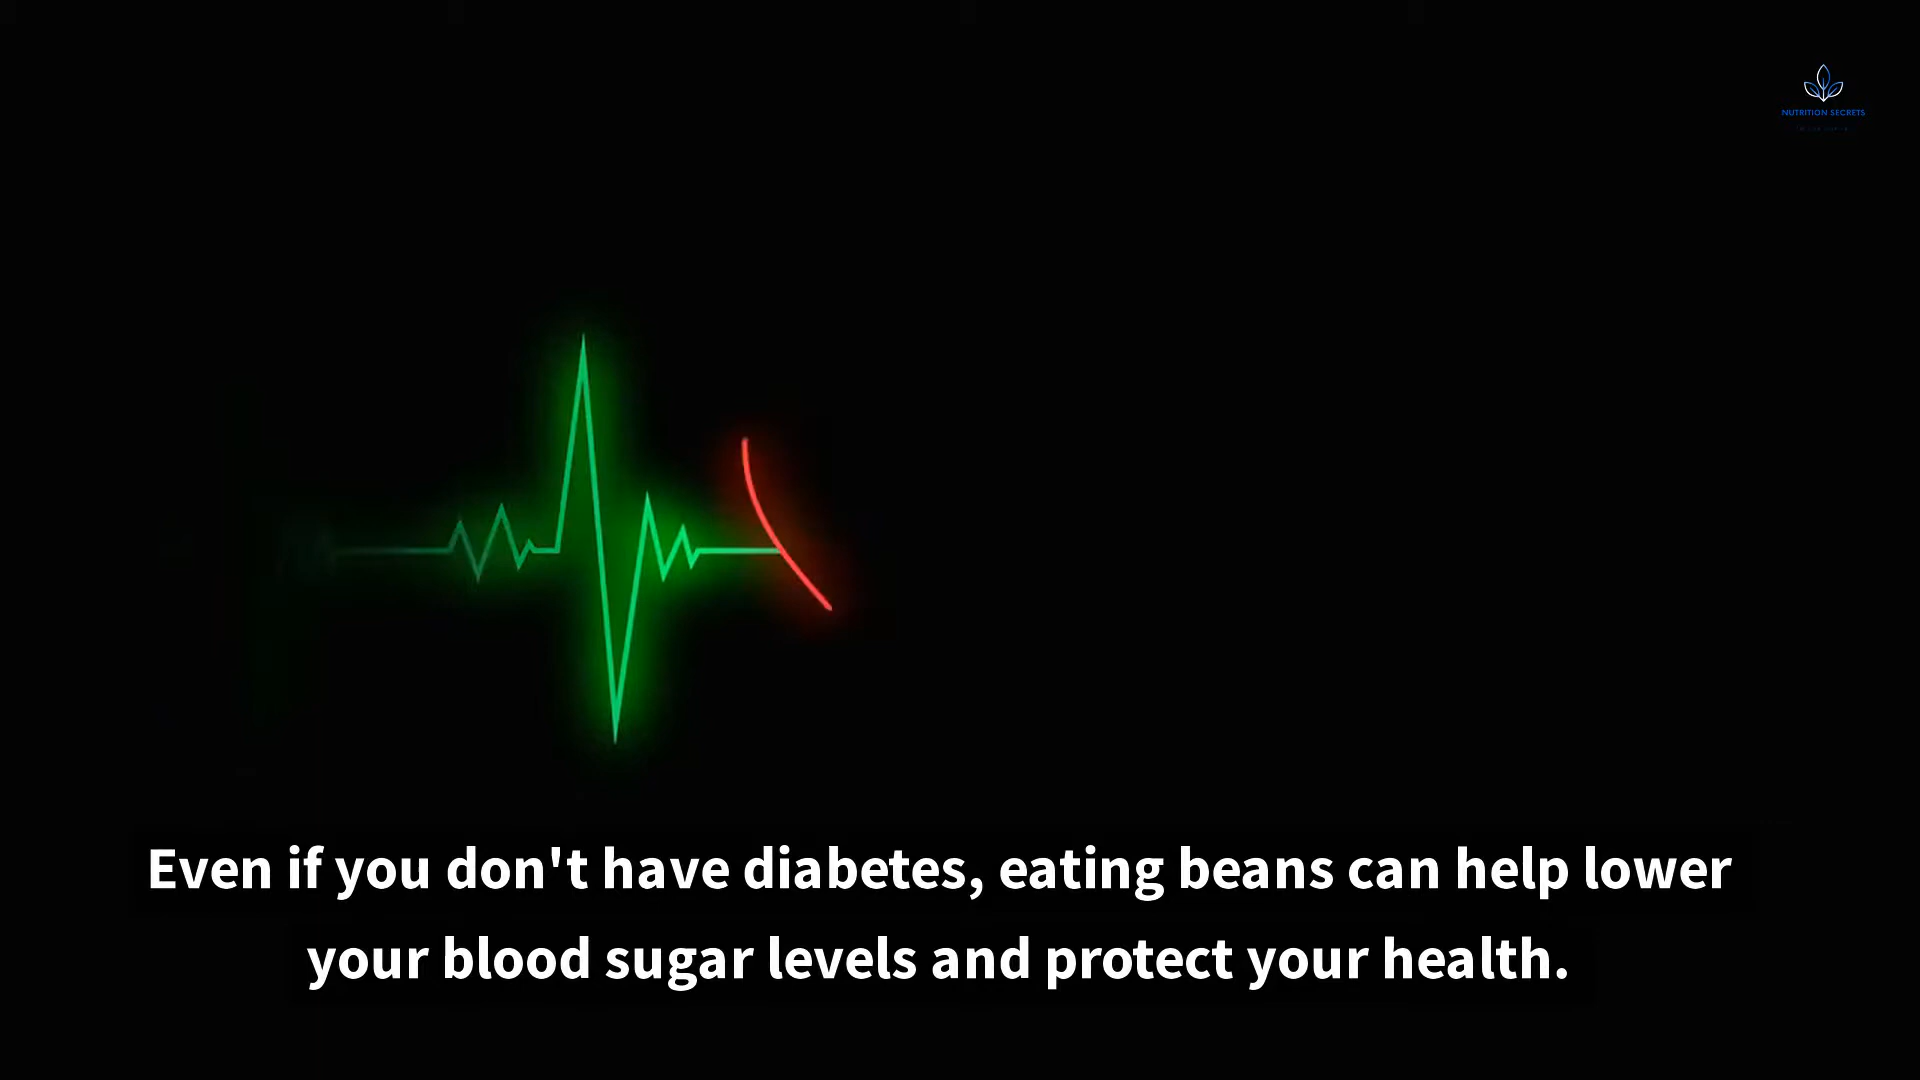 NUTRITION SECRETS
Even if you don't have diabetes, eating beans can help lower
your blood sugar levels and protect your health.